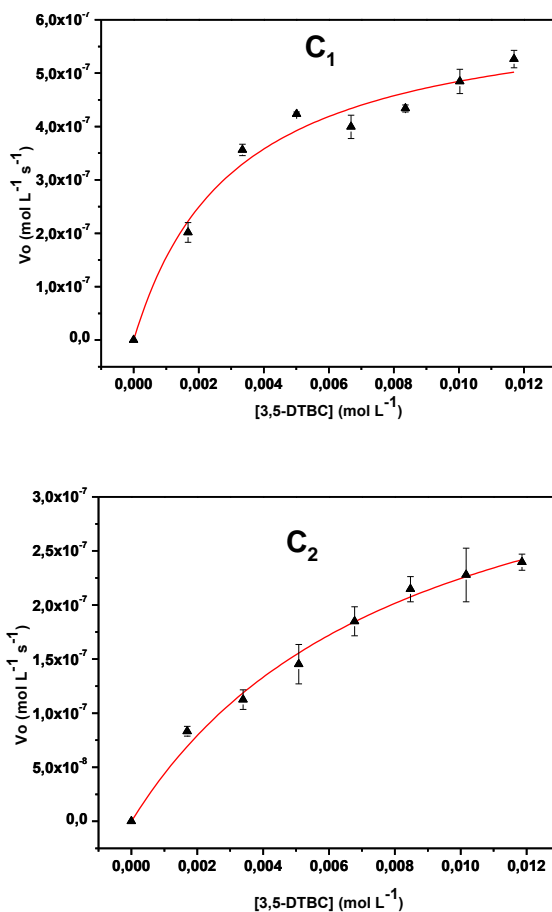 C₁
6,0x10⁻⁷
5,0x10⁻⁷
4,0x10⁻⁷
3,0x10⁻⁷
2,0x10⁻⁷
1,0x10⁻⁷
0,0
Vo (mol L⁻¹ s⁻¹)
0,000 0,002 0,004 0,006 0,008 0,010 0,012
[3,5-DTBC] (mol L⁻¹)
C₂
3,0x10⁻⁷
2,5x10⁻⁷
2,0x10⁻⁷
1,5x10⁻⁷
1,0x10⁻⁷
5,0x10⁻⁸
0,0
Vo (mol L⁻¹ s⁻¹)
0,000 0,002 0,004 0,006 0,008 0,010 0,012
[3,5-DTBC] (mol L⁻¹)